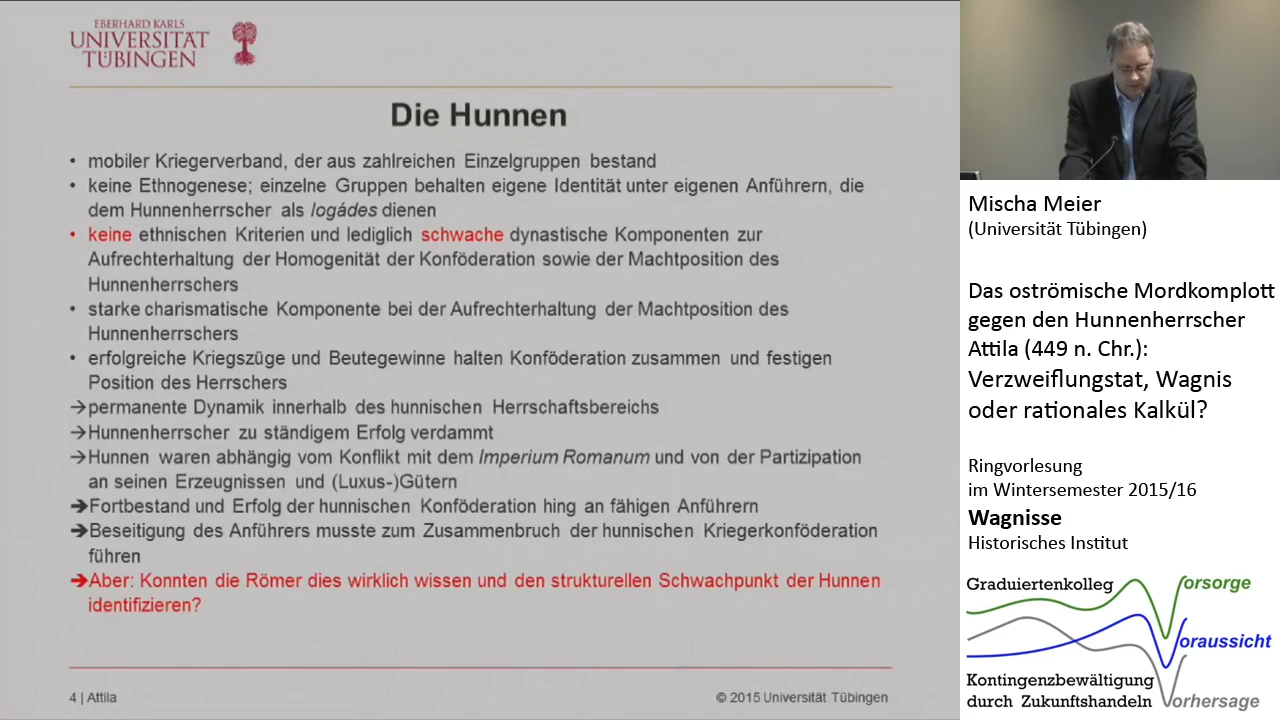 EBERHARD KARLS
UNIVERSITÄT
TÜBINGEN
Die Hunnen
• mobiler Kriegerverband, der aus zahlreichen Einzelgruppen bestand
• keine Ethnogenese; einzelne Gruppen behalten eigene Identität unter eigenen Anführern, die
dem Hunnenherrscher als logádes dienen
• keine ethnischen Kriterien und lediglich schwache dynastische Komponenten zur
Aufrechterhaltung der Homogenität der Konföderation sowie der Machtposition des
Hunnenherrschers
• starke charismatische Komponente bei der Aufrechterhaltung der Machtposition des
Hunnenherrschers
• erfolgreiche Kriegszüge und Beutegewinne halten Konföderation zusammen und festigen
Position des Herrschers
→permanente Dynamik innerhalb des hunnischen Herrschaftsbereichs
→Hunnenherrscher zu ständigem Erfolg verdammt
→Hunnen waren abhängig vom Konflikt mit dem Imperium Romanum und von der Partizipation
an seinen Erzeugnissen und (Luxus-)Gütern
➔Fortbestand und Erfolg der hunnischen Konföderation hing an fähigen Anführern
➔Beseitigung des Anführers musste zum Zusammenbruch der hunnischen Kriegerkonföderation
führen
➔Aber: Konnten die Römer dies wirklich wissen und den strukturellen Schwachpunkt der Hunnen
identifizieren?
4 | Attila
© 2015 Universität Tübingen
Mischa Meier
(Universität Tübingen)
Das oströmische Mordkomplott
gegen den Hunnenherrscher
Attila (449 n. Chr.):
Verzweiflungstat, Wagnis
oder rationales Kalkül?
Ringvorlesung
im Wintersemester 2015/16
Wagnisse
Historisches Institut
Graduiertenkolleg
Vorsorge
Voraussicht
Vorhersage
Kontingenzbewältigung
durch Zukunftshandeln